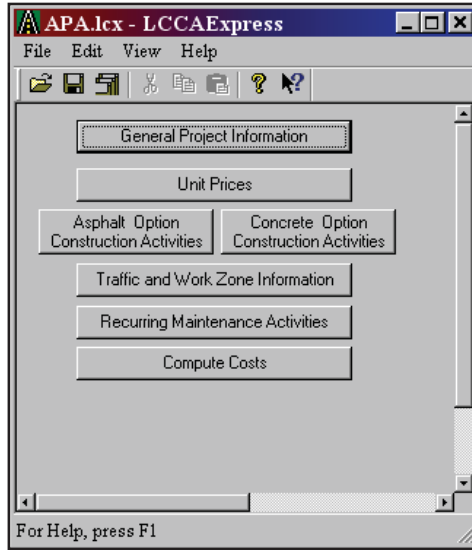 APA.lcx - LCCAExpress
File Edit View Help
General Project Information
Unit Prices
Asphalt Option
Construction Activities
Concrete Option
Construction Activities
Traffic and Work Zone Information
Recurring Maintenance Activities
Compute Costs
For Help, press F1